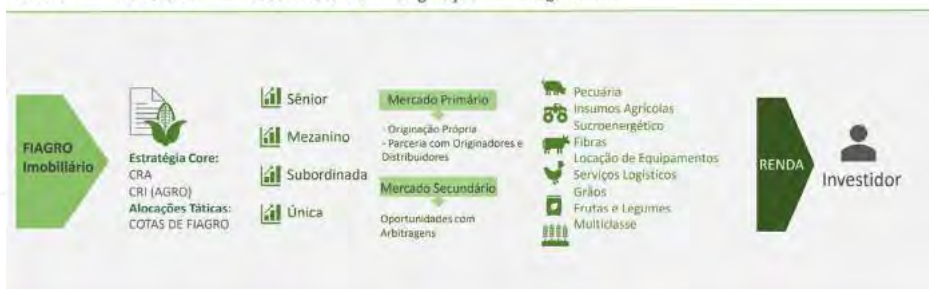 FIAGRO
Imobiliário
Estratégia Core:
CRA
CRI (AGRO)
Alocações Táticas:
COTAS DE FIAGRO
Sênior
Mezanino
Subordinada
Única
Mercado Primário
- Originação Própria
- Parceria com Originadores e
Distribuidores
Mercado Secundário
Oportunidades com
Arbitragens
Pecuária
Insumos Agrícolas
Sucroenergético
Fibras
Locação de Equipamentos
Serviços Logísticos
Grãos
Frutas e Legumes
Multiclasse
RENDA
Investidor